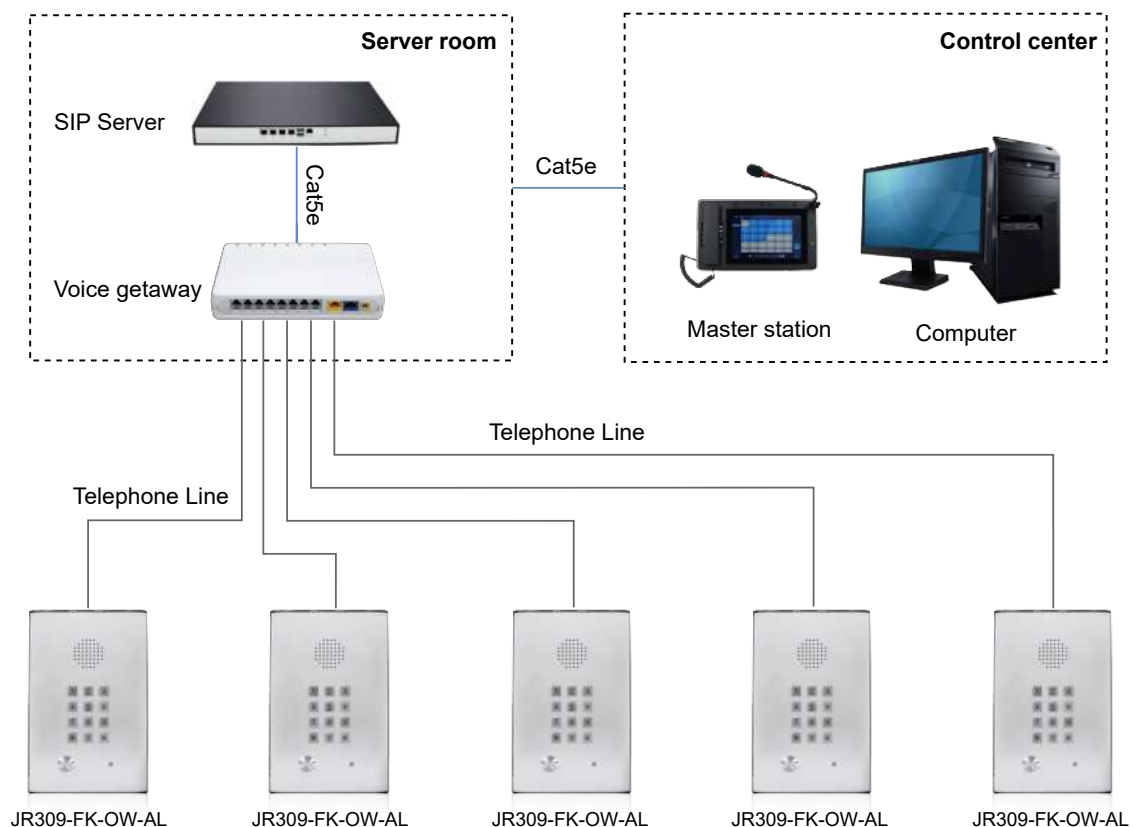 Server room
Control center
SIP Server
Cat5e
Cat5e
Voice getaway
Master station
Computer
Telephone Line
Telephone Line
JR309-FK-OW-AL
JR309-FK-OW-AL
JR309-FK-OW-AL
JR309-FK-OW-AL
JR309-FK-OW-AL